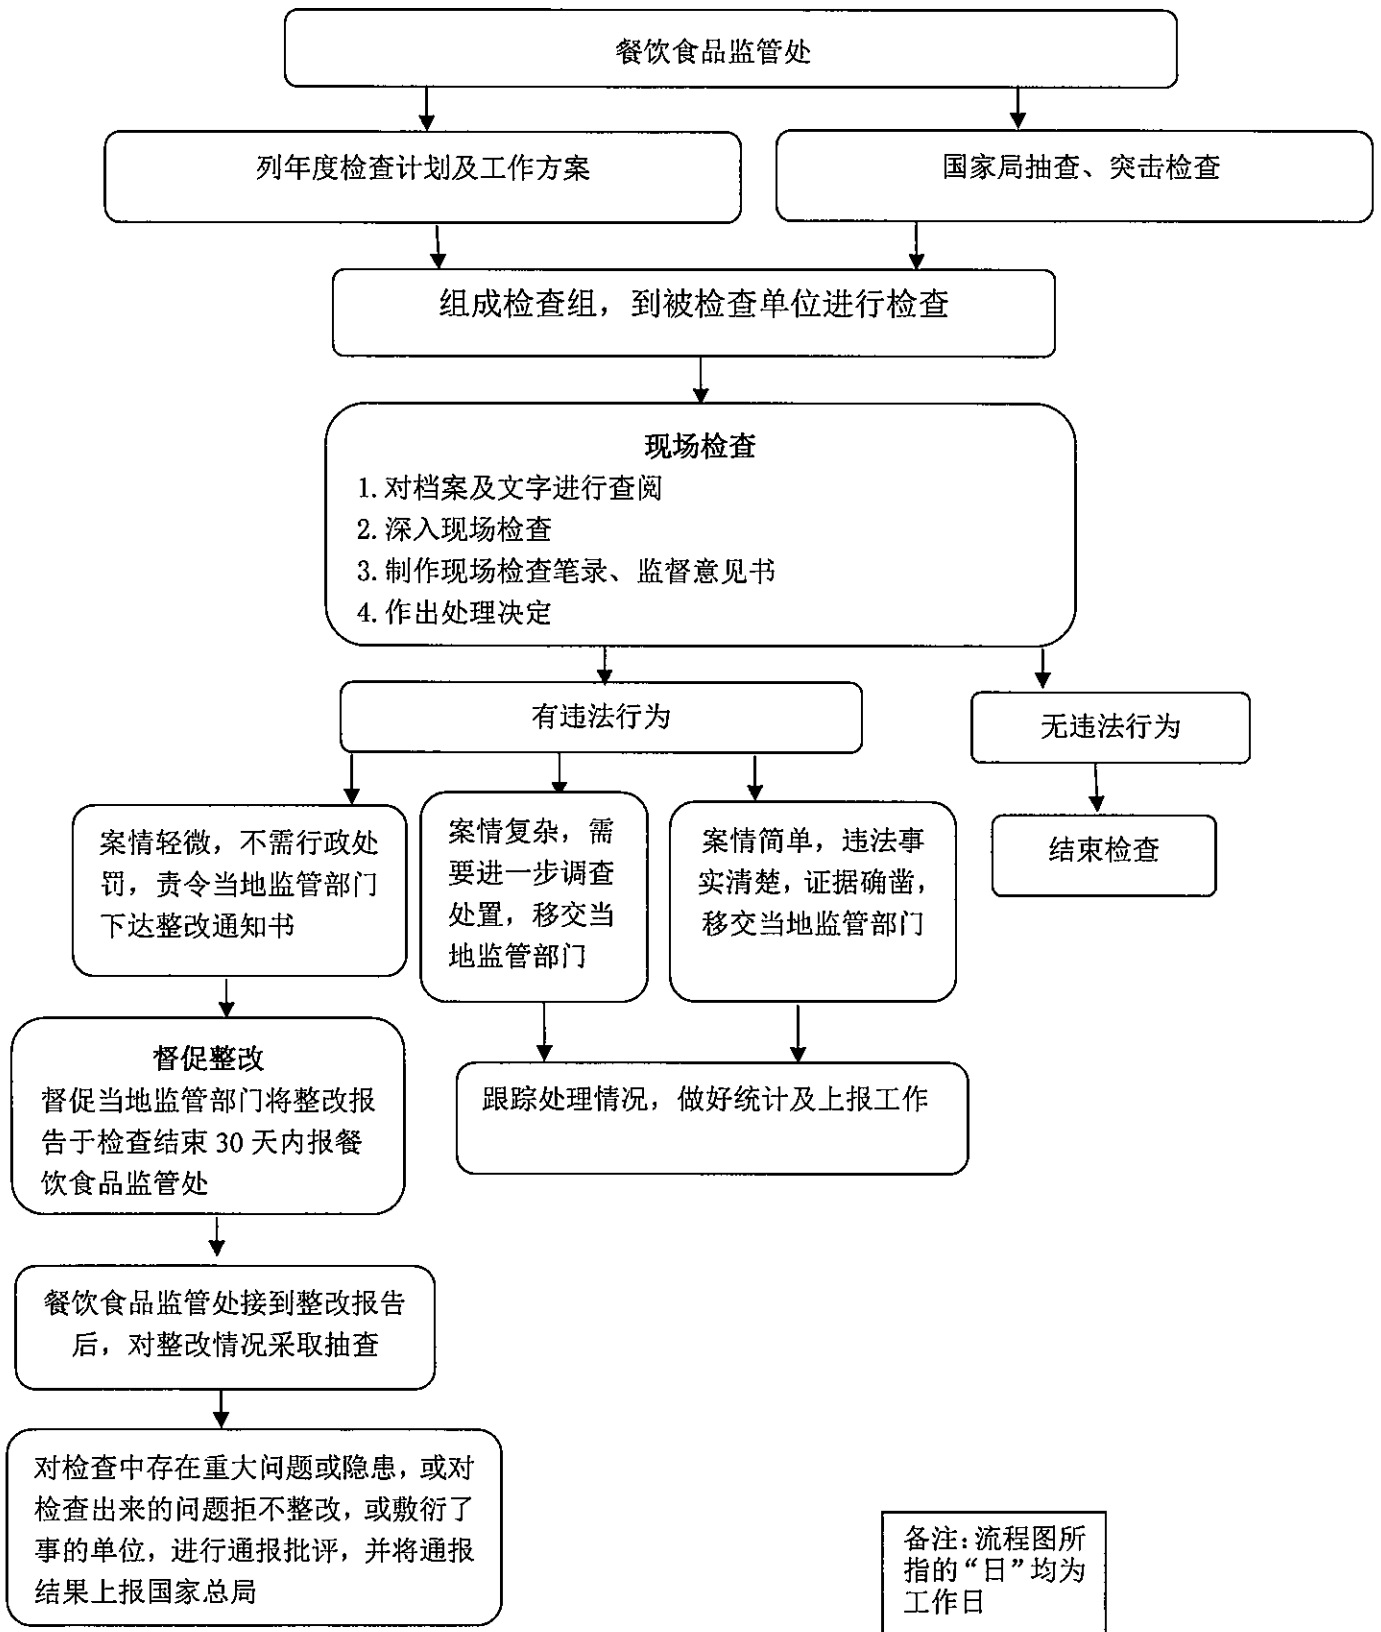 餐饮食品监管处
列年度检查计划及工作方案
国家局抽查、突击检查
组成检查组，到被检查单位进行检查
现场检查
1.对档案及文字进行查阅
2.深入现场检查
3.制作现场检查笔录、监督意见书
4.作出处理决定
有违法行为
无违法行为
案情轻微，不需行政处
罚，责令当地监管部门
下达整改通知书
案情复杂，需
要进一步调查
处置，移交当
地监管部门
案情简单，违法事
实清楚，证据确凿，
移交当地监管部门
结束检查
督促整改
督促当地监管部门将整改报
告于检查结束 30 天内报餐
饮食品监管处
跟踪处理情况，做好统计及上报工作
餐饮食品监管处接到整改报告
后，对整改情况采取抽查
对检查中存在重大问题或隐患，或对
检查出来的问题拒不整改，或敷衍了
事的单位，进行通报批评，并将通报
结果上报国家总局
备注：流程图所
指的“日”均为
工作日